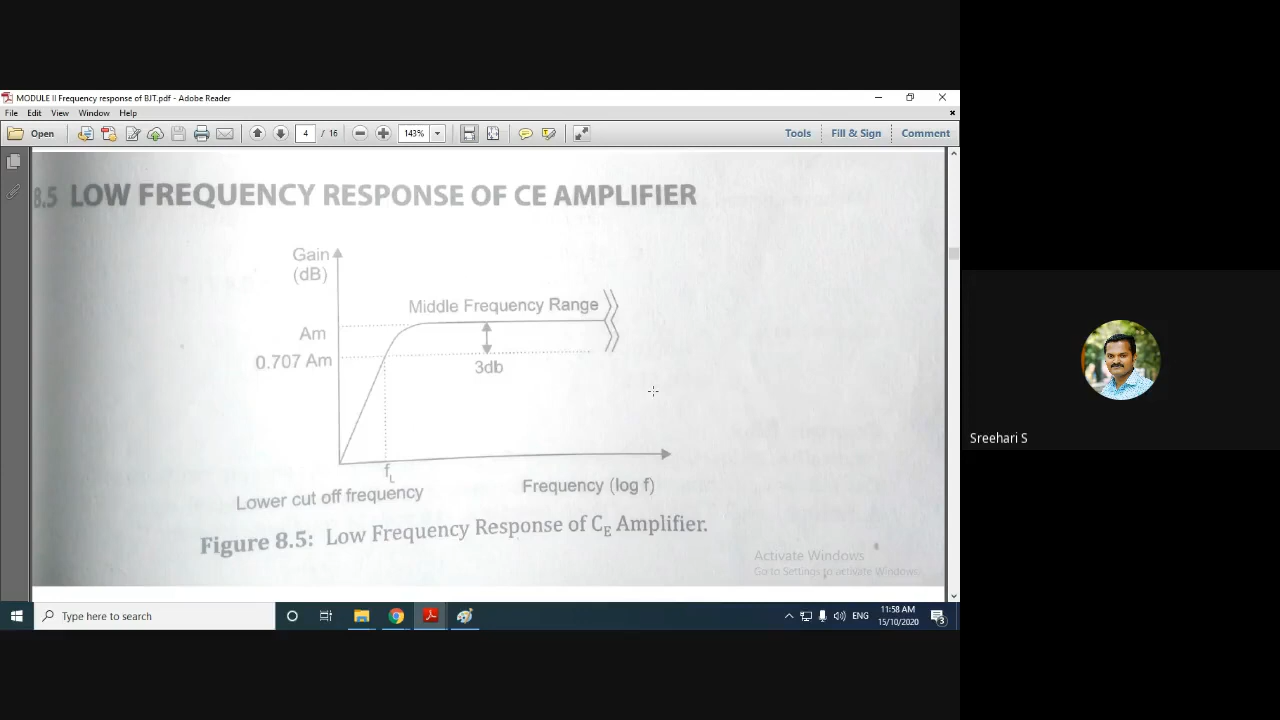 MODULE II Frequency response of BJT.pdf - Adobe Reader
File Edit View Window Help
Open 4 / 16 143% Tools Fill & Sign Comment
8.5 LOW FREQUENCY RESPONSE OF CE AMPLIFIER
Gain
(dB)
Middle Frequency Range
Am
0.707 Am
3db
fL
Lower cut off frequency
Frequency (log f)
Figure 8.5: Low Frequency Response of CE Amplifier.
Activate Windows
Go to Settings to activate Windows.
Sreehari S
Type here to search
ENG
11:58 AM
15/10/2020
3